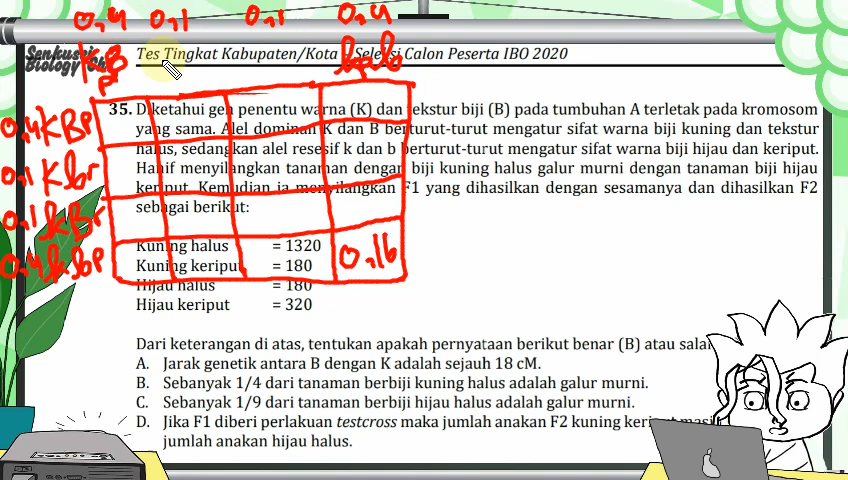 0,4 0,1 0,1 0,4
KB kb
P P
Senkusei
Biology Ch
Tes Tingkat Kabupaten/Kota Seleksi Calon Peserta IBO 2020
35. Diketahui gen penentu warna (K) dan tekstur biji (B) pada tumbuhan A terletak pada kromosom
yang sama. Alel dominan K dan B berturut-turut mengatur sifat warna biji kuning dan tekstur
halus, sedangkan alel resesif k dan b berturut-turut mengatur sifat warna biji hijau dan keriput.
Hanif menyilangkan tanaman dengan biji kuning halus galur murni dengan tanaman biji hijau
keriput. Kemudian ia menyilangkan F1 yang dihasilkan dengan sesamanya dan dihasilkan F2
sebagai berikut:
0,4 KBP
0,1 Kbr
0,1 kBr
0,4 kbP
0,16
Kuning halus = 1320
Kuning keriput = 180
Hijau halus = 180
Hijau keriput = 320
Dari keterangan di atas, tentukan apakah pernyataan berikut benar (B) atau sala
A. Jarak genetik antara B dengan K adalah sejauh 18 cM.
B. Sebanyak 1/4 dari tanaman berbiji kuning halus adalah galur murni.
C. Sebanyak 1/9 dari tanaman berbiji hijau halus adalah galur murni.
D. Jika F1 diberi perlakuan testcross maka jumlah anakan F2 kuning keri
jumlah anakan hijau halus.